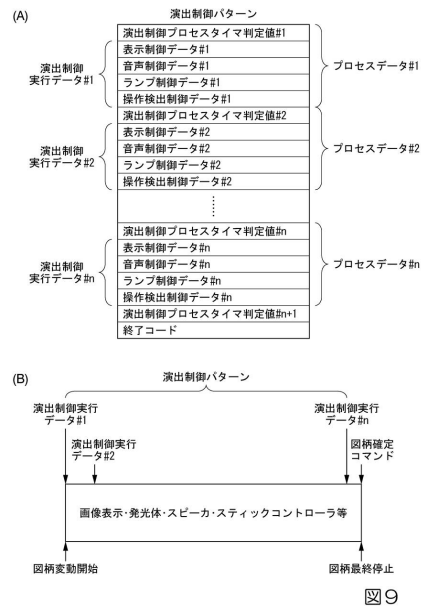 (A)
演出制御パターン
演出制御プロセスタイマ判定値#1
表示制御データ#1
音声制御データ#1
ランプ制御データ#1
操作検出制御データ#1
演出制御
実行データ#1
プロセスデータ#1
演出制御プロセスタイマ判定値#2
表示制御データ#2
音声制御データ#2
ランプ制御データ#2
操作検出制御データ#2
演出制御
実行データ#2
プロセスデータ#2
演出制御プロセスタイマ判定値#n
表示制御データ#n
音声制御データ#n
ランプ制御データ#n
操作検出制御データ#n
演出制御
実行データ#n
プロセスデータ#n
演出制御プロセスタイマ判定値#n+1
終了コード
(B)
演出制御パターン
演出制御実行
データ#1
演出制御実行
データ#2
演出制御実行
データ#n
図柄確定
コマンド
画像表示・発光体・スピーカ・スティックコントローラ等
図柄変動開始
図柄最終停止
図9